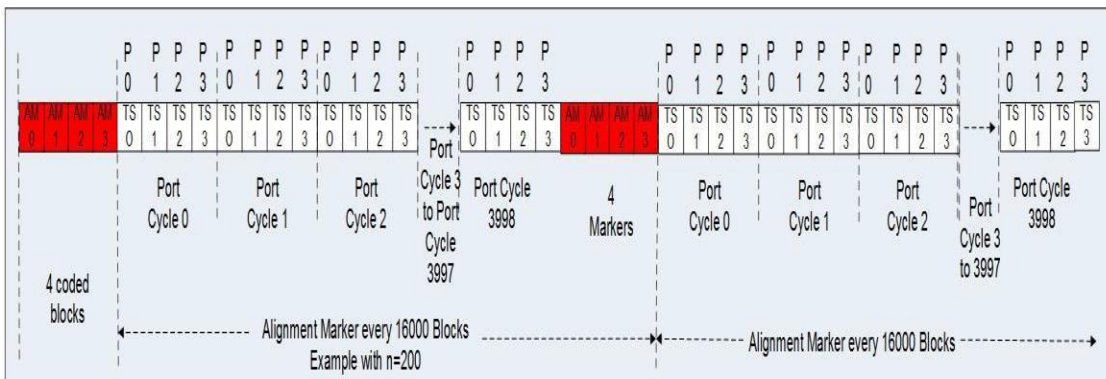 P P P P P P P P P P P P P P P P P P P P P P P P P P P P P P P P
0 1 2 3 0 1 2 3 0 1 2 3 0 1 2 3 0 1 2 3 0 1 2 3 0 1 2 3 0 1 2 3
AM AM AM AM TS TS TS TS TS TS TS TS TS TS TS TS TS TS TS TS AM AM AM AM TS TS TS TS TS TS TS TS TS TS TS TS TS TS TS TS
0 1 2 3 0 1 2 3 0 1 2 3 0 1 2 3 0 1 2 3 0 1 2 3 0 1 2 3 0 1 2 3 0 1 2 3 0 1 2 3
Port
Cycle 0
Port
Cycle 1
Port
Cycle 2
Port
Cycle 3
to Port
Cycle
3997
Port Cycle
3998
4
Markers
Port
Cycle 0
Port
Cycle 1
Port
Cycle 2
Port
Cycle 3
to 3997
Port Cycle
3998
4 coded
blocks
Alignment Marker every 16000 Blocks
Example with n=200
Alignment Marker every 16000 Blocks